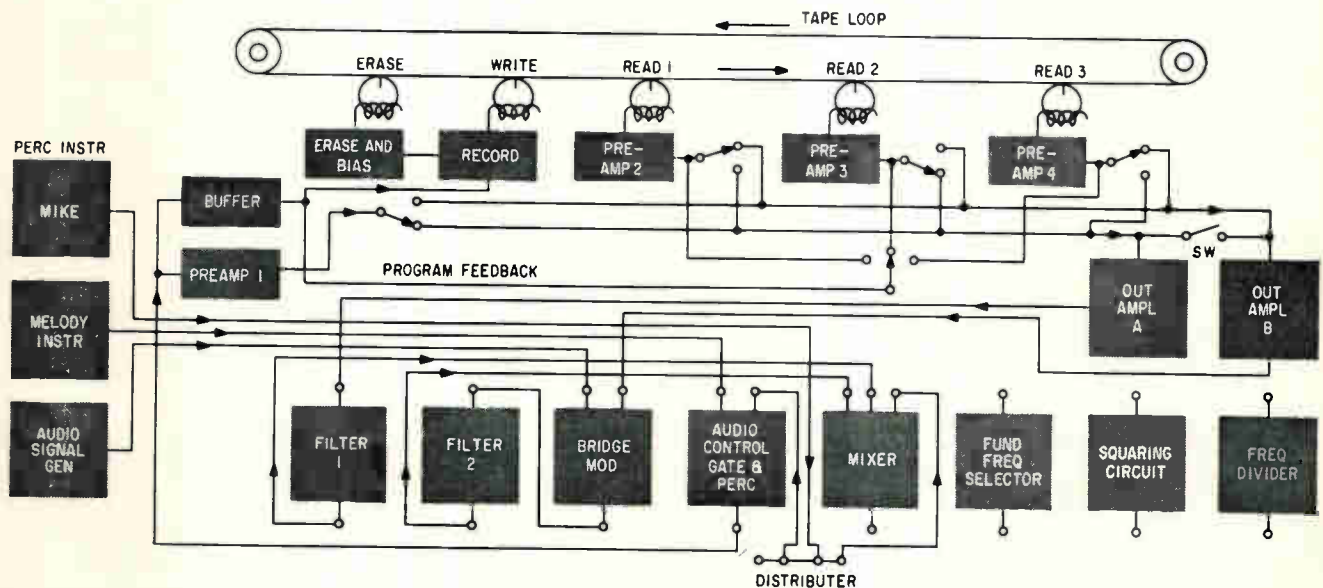 TAPE LOOP
ERASE
WRITE
READ 1
READ 2
READ 3
ERASE AND
BIAS
RECORD
PRE-
AMP 2
PRE-
AMP 3
PRE-
AMP 4
PERC INSTR
MIKE
BUFFER
PREAMP 1
SW
PROGRAM FEEDBACK
MELODY
INSTR
OUT
AMPL
A
OUT
AMPL
B
AUDIO
SIGNAL
GEN
FILTER
1
FILTER
2
BRIDGE
MOD
AUDIO
CONTROL
GATE &
PERC
MIXER
FUND
FREQ
SELECTOR
SQUARING
CIRCUIT
FREQ
DIVIDER
DISTRIBUTER